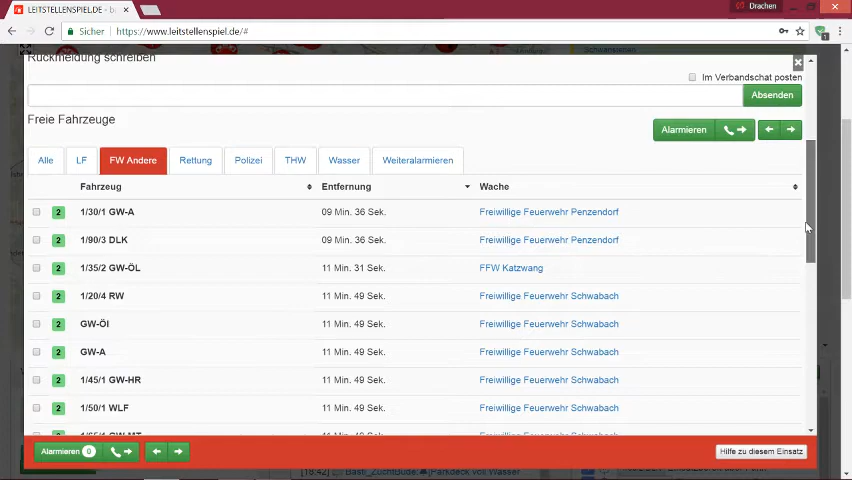 LEITSTELLENSPIEL.DE -
Drachen
Sicher
https://www.leitstellenspiel.de/#
Rückmeldung schreiben
Im Verbandschat posten
Absenden
Freie Fahrzeuge
Alarmieren
Alle LF FW Andere Rettung Polizei THW Wasser Weiteralarmieren
Fahrzeug Entfernung Wache
2 1/30/1 GW-A 09 Min. 36 Sek. Freiwillige Feuerwehr Penzendorf
2 1/90/3 DLK 09 Min. 36 Sek. Freiwillige Feuerwehr Penzendorf
2 1/35/2 GW-ÖL 11 Min. 31 Sek. FFW Katzwang
2 1/20/4 RW 11 Min. 49 Sek. Freiwillige Feuerwehr Schwabach
2 GW-Öl 11 Min. 49 Sek. Freiwillige Feuerwehr Schwabach
2 GW-A 11 Min. 49 Sek. Freiwillige Feuerwehr Schwabach
2 1/45/1 GW-HR 11 Min. 49 Sek. Freiwillige Feuerwehr Schwabach
2 1/50/1 WLF 11 Min. 49 Sek. Freiwillige Feuerwehr Schwabach
Alarmieren 0
Hilfe zu diesem Einsatz